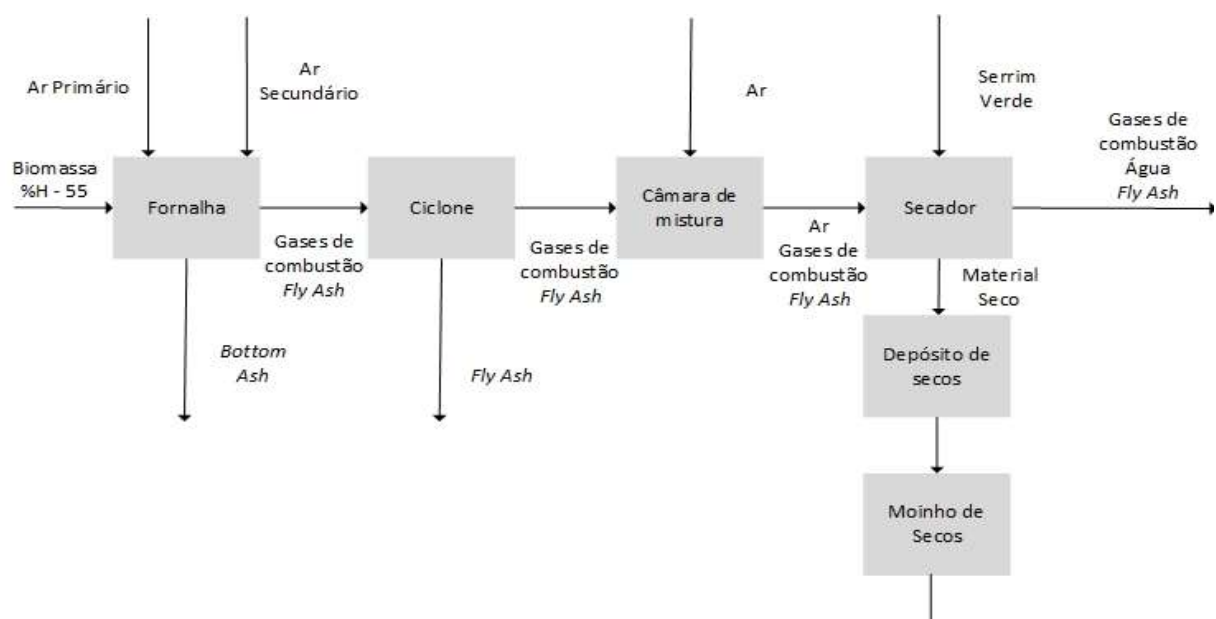 Ar Primário
Ar
Secundário
Ar
Serrim
Verde
Gases de
combustão
Água
Fly Ash
Biomassa
%H - 55
Fornalha
Ciclone
Câmara de
mistura
Secador
Gases de
combustão
Fly Ash
Gases de
combustão
Fly Ash
Ar
Gases de
combustão
Fly Ash
Material
Seco
Bottom
Ash
Fly Ash
Depósito de
secos
Moinho de
Secos